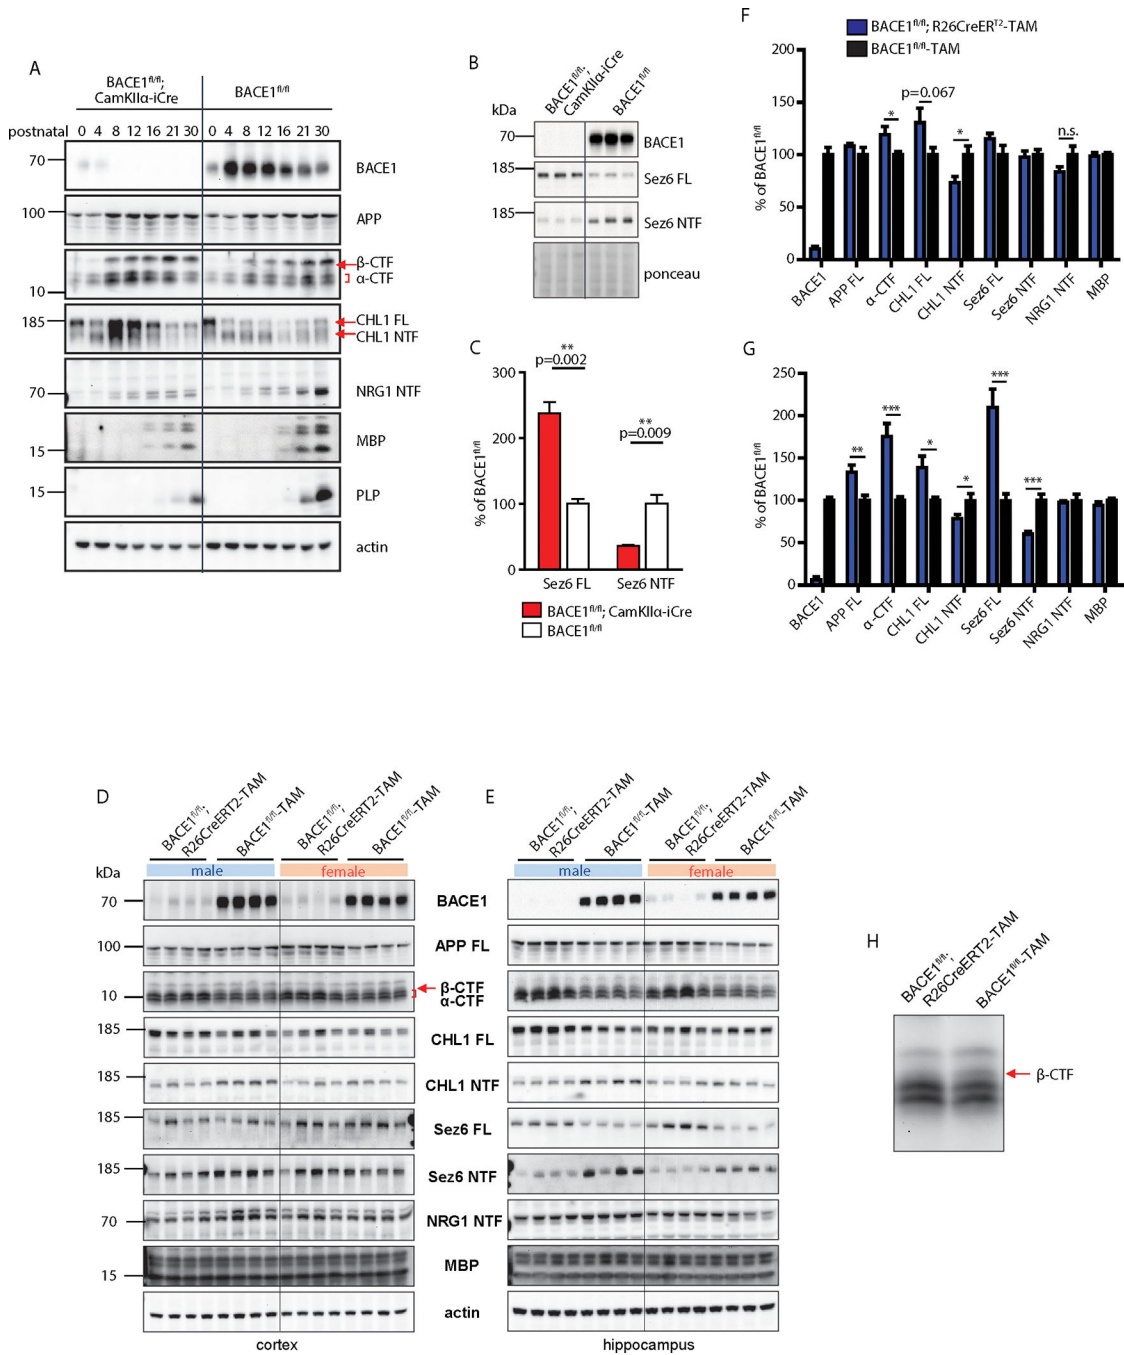 A
BACE1fl/fl;
CamKIIα-iCre
BACE1fl/fl
postnatal 0 4 8 12 16 21 30 0 4 8 12 16 21 30
70
BACE1
100
APP
β-CTF
α-CTF
10
185
CHL1 FL
CHL1 NTF
70
NRG1 NTF
MBP
15
15
PLP
actin
B
BACE1fl/fl;
CamKIIα-iCre
BACE1fl/fl
kDa
70
BACE1
185
Sez6 FL
185
Sez6 NTF
ponceau
C
**
p=0.002
**
p=0.009
% of BACE1fl/fl
300
200
100
0
Sez6 FL
Sez6 NTF
BACE1fl/fl; CamKIIα-iCre
BACE1fl/fl
F
BACE1fl/fl; R26CreERT2-TAM
BACE1fl/fl-TAM
% of BACE1fl/fl
200
150
100
50
0
*
p=0.067
*
n.s.
BACE1
APP FL
α-CTF
CHL1 FL
CHL1 NTF
Sez6 FL
Sez6 NTF
NRG1 NTF
MBP
G
% of BACE1fl/fl
250
200
150
100
50
0
**
***
*
*
***
***
BACE1
APP FL
α-CTF
CHL1 FL
CHL1 NTF
Sez6 FL
Sez6 NTF
NRG1 NTF
MBP
D
BACE1fl/fl;
R26CreERT2-TAM
BACE1fl/fl-TAM
BACE1fl/fl;
R26CreERT2-TAM
BACE1fl/fl-TAM
kDa
male
female
70
100
10
185
185
185
185
70
15
cortex
BACE1
APP FL
β-CTF
α-CTF
CHL1 FL
CHL1 NTF
Sez6 FL
Sez6 NTF
NRG1 NTF
MBP
actin
E
BACE1fl/fl;
R26CreERT2-TAM
BACE1fl/fl-TAM
BACE1fl/fl;
R26CreERT2-TAM
BACE1fl/fl-TAM
male
female
hippocampus
H
BACE1fl/fl;
R26CreERT2-TAM
BACE1fl/fl-TAM
β-CTF